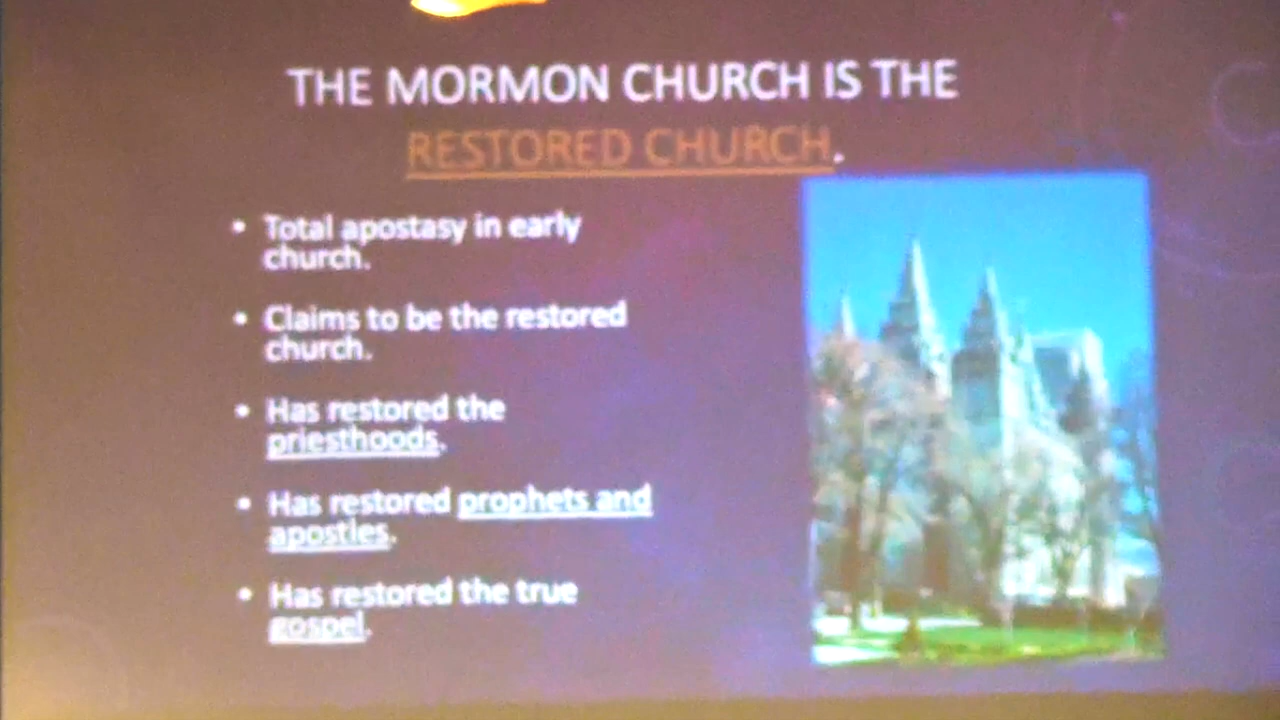 THE MORMON CHURCH IS THE
RESTORED CHURCH.
• Total apostasy in early
church.
• Claims to be the restored
church.
• Has restored the
priesthoods.
• Has restored prophets and
apostles.
• Has restored the true
gospel.